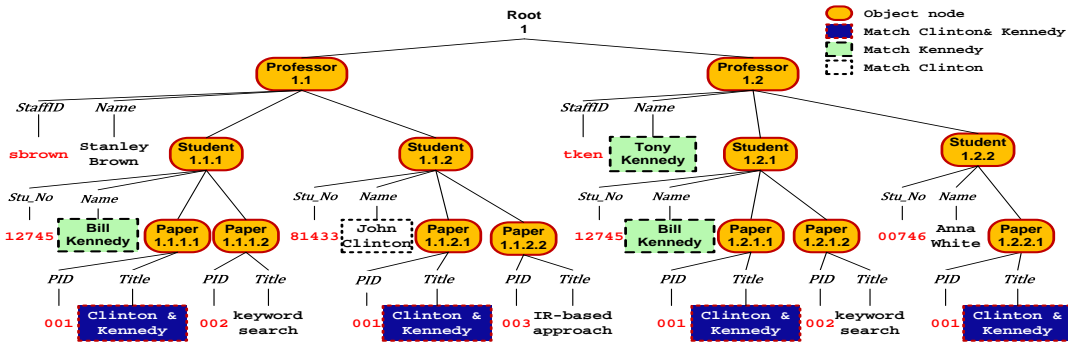 Root
1
Object node
Match Clinton& Kennedy
Match Kennedy
Match Clinton
Professor
1.1
Professor
1.2
StaffID
Name
StaffID
Name
sbrown
Stanley
Brown
Student
1.1.1
Student
1.1.2
tken
Tony
Kennedy
Student
1.2.1
Student
1.2.2
Stu_No
Name
Stu_No
Name
Stu_No
Name
Stu_No
Name
12745
Bill
Kennedy
Paper
1.1.1.1
Paper
1.1.1.2
81433
John
Clinton
Paper
1.1.2.1
Paper
1.1.2.2
12745
Bill
Kennedy
Paper
1.2.1.1
Paper
1.2.1.2
00746
Anna
White
Paper
1.2.2.1
PID
Title
PID
Title
PID
Title
PID
Title
PID
Title
PID
Title
PID
Title
001
Clinton &
Kennedy
002
keyword
search
001
Clinton &
Kennedy
003
IR-based
approach
001
Clinton &
Kennedy
002
keyword
search
001
Clinton &
Kennedy